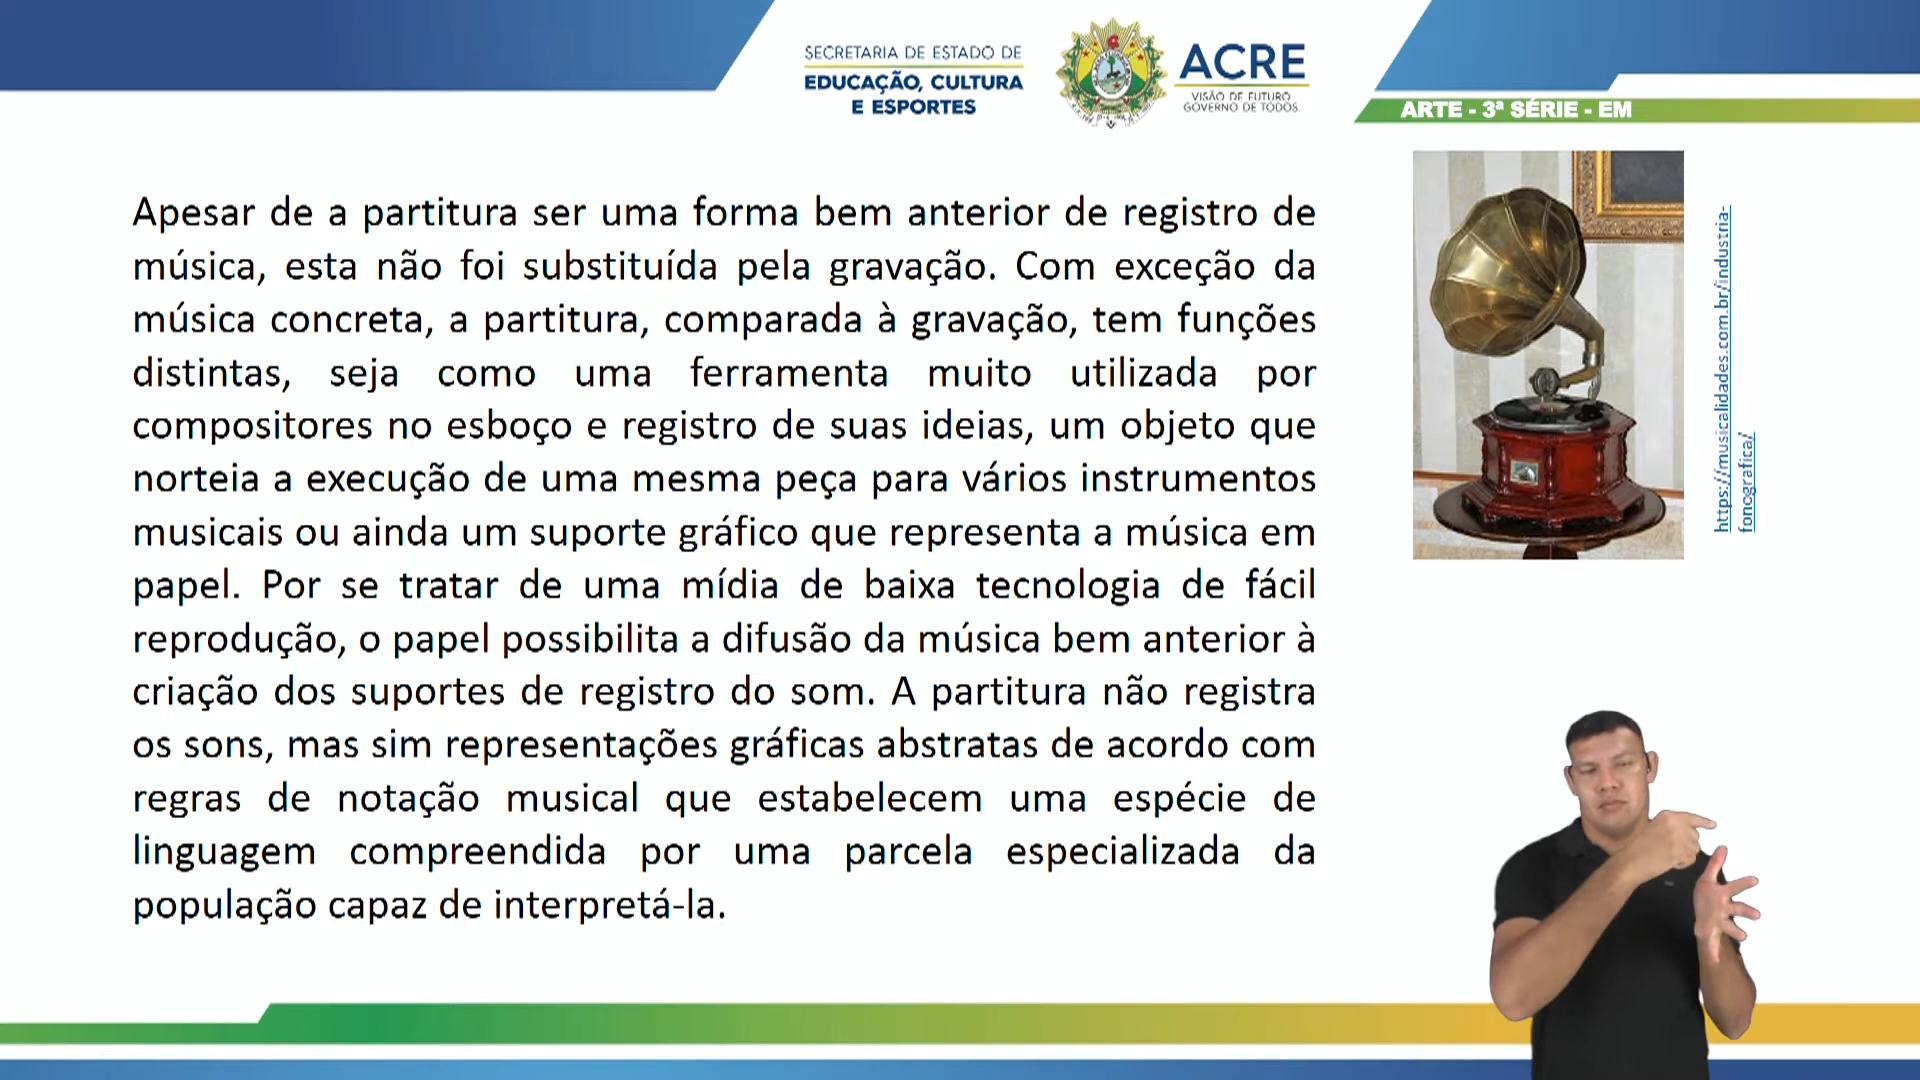 SECRETARIA DE ESTADO DE
EDUCAÇÃO, CULTURA
E ESPORTES
ACRE
VISÃO DE FUTURO
GOVERNO DE TODOS.
ARTE - 3ª SÉRIE - EM
Apesar de a partitura ser uma forma bem anterior de registro de
música, esta não foi substituída pela gravação. Com exceção da
música concreta, a partitura, comparada à gravação, tem funções
distintas, seja como uma ferramenta muito utilizada por
compositores no esboço e registro de suas ideias, um objeto que
norteia a execução de uma mesma peça para vários instrumentos
musicais ou ainda um suporte gráfico que representa a música em
papel. Por se tratar de uma mídia de baixa tecnologia de fácil
reprodução, o papel possibilita a difusão da música bem anterior à
criação dos suportes de registro do som. A partitura não registra
os sons, mas sim representações gráficas abstratas de acordo com
regras de notação musical que estabelecem uma espécie de
linguagem compreendida por uma parcela especializada da
população capaz de interpretá-la.
https://musicalidades.com.br/industria-
fonografica/